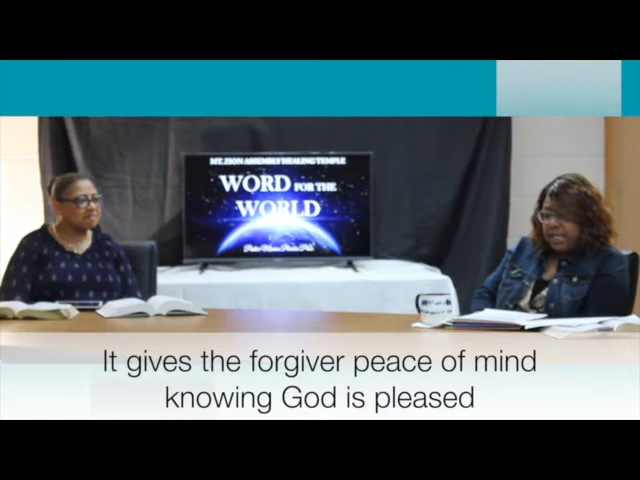 MT. ZION ASSEMBLY HEALING TEMPLE
WORD FOR THE
WORLD
It gives the forgiver peace of mind
knowing God is pleased